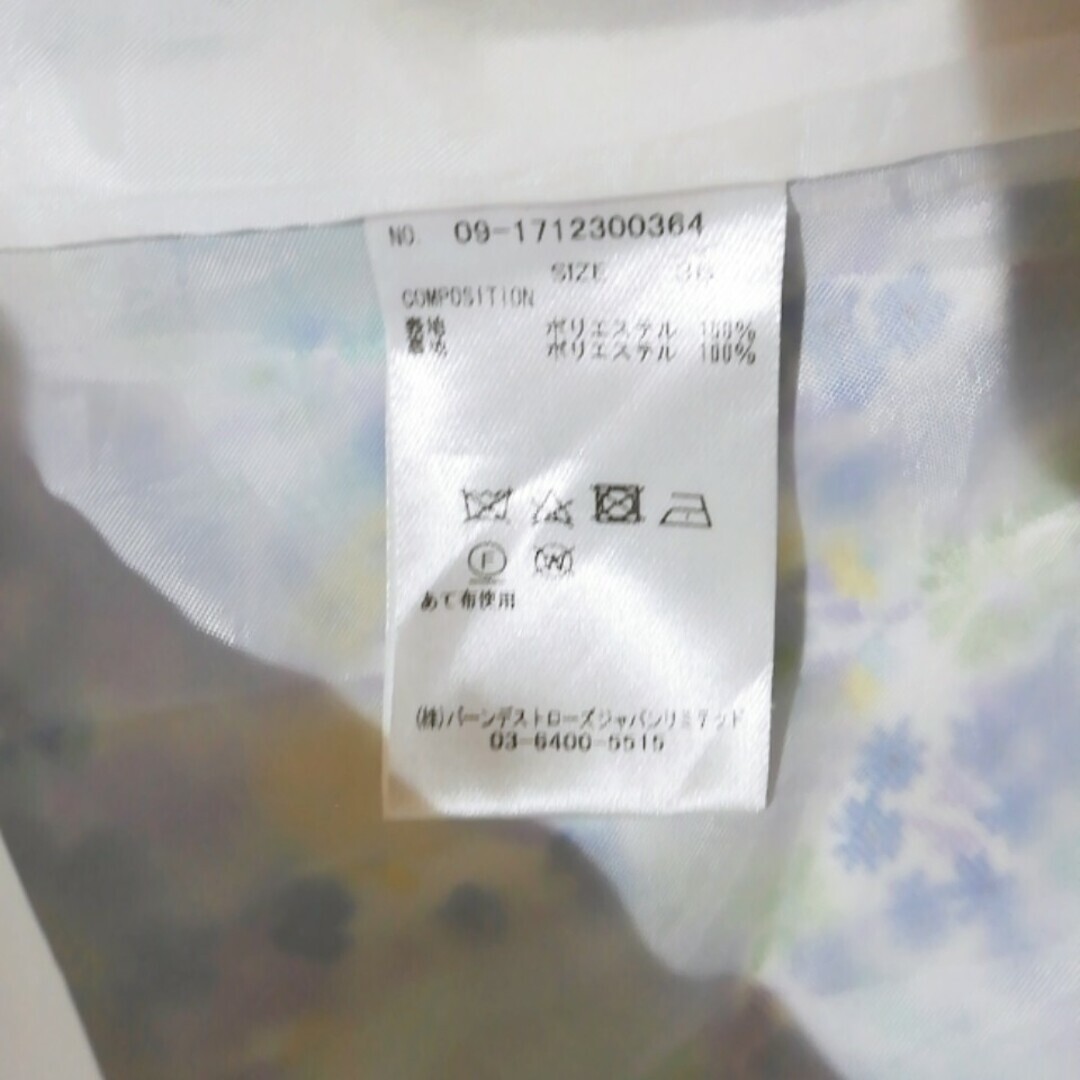 NO. 09-1712300364
SIZE
COMPOSITION
表地 ポリエステル 100%
裏地 ポリエステル 100%
F
W
あて布使用
(株)バーンデストローズジャパンリミテッド
03-6400-5515